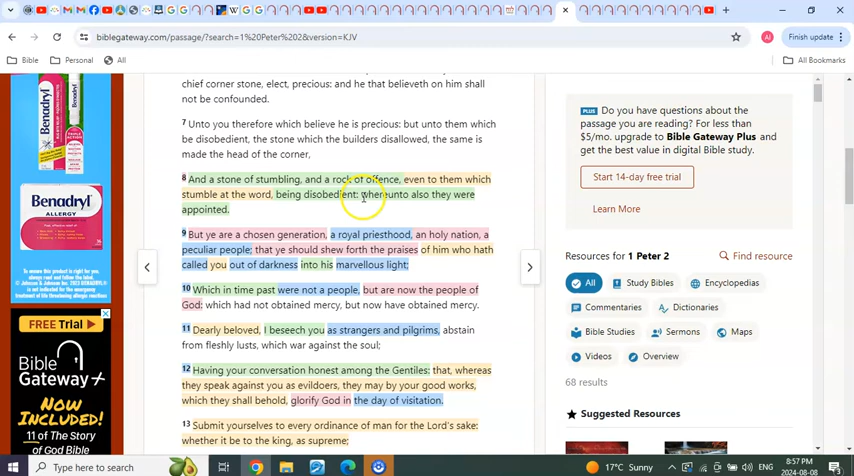 Finish update
biblegateway.com/passage/?search=1%20Peter%202&version=KJV
Bible
Personal
All
All Bookmarks
Benadryl
Benadryl
ALLERGY
FREE Trial
Bible
Gateway+
NOW
INCLUDED!
11 of The Story
of God Bible
chief corner stone, elect, precious: and he that believeth on him shall
not be confounded.
7 Unto you therefore which believe he is precious: but unto them which
be disobedient, the stone which the builders disallowed, the same is
made the head of the corner,
8 And a stone of stumbling, and a rock of offence, even to them which
stumble at the word, being disobedient: whereunto also they were
appointed.
9 But ye are a chosen generation, a royal priesthood, an holy nation, a
peculiar people; that ye should shew forth the praises of him who hath
called you out of darkness into his marvellous light;
10 Which in time past were not a people, but are now the people of
God: which had not obtained mercy, but now have obtained mercy.
11 Dearly beloved, I beseech you as strangers and pilgrims, abstain
from fleshly lusts, which war against the soul;
12 Having your conversation honest among the Gentiles: that, whereas
they speak against you as evildoers, they may by your good works,
which they shall behold, glorify God in the day of visitation.
13 Submit yourselves to every ordinance of man for the Lord's sake:
whether it be to the king, as supreme;
PLUS Do you have questions about the
passage you are reading? For less than
$5/mo. upgrade to Bible Gateway Plus and
get the best value in digital Bible study.
Start 14-day free trial
Learn More
Resources for 1 Peter 2
Find resource
All
Study Bibles
Encyclopedias
Commentaries
Dictionaries
Bible Studies
Sermons
Maps
Videos
Overview
68 results
Suggested Resources
Type here to search
17°C Sunny
ENG
8:57 PM
2024-08-08